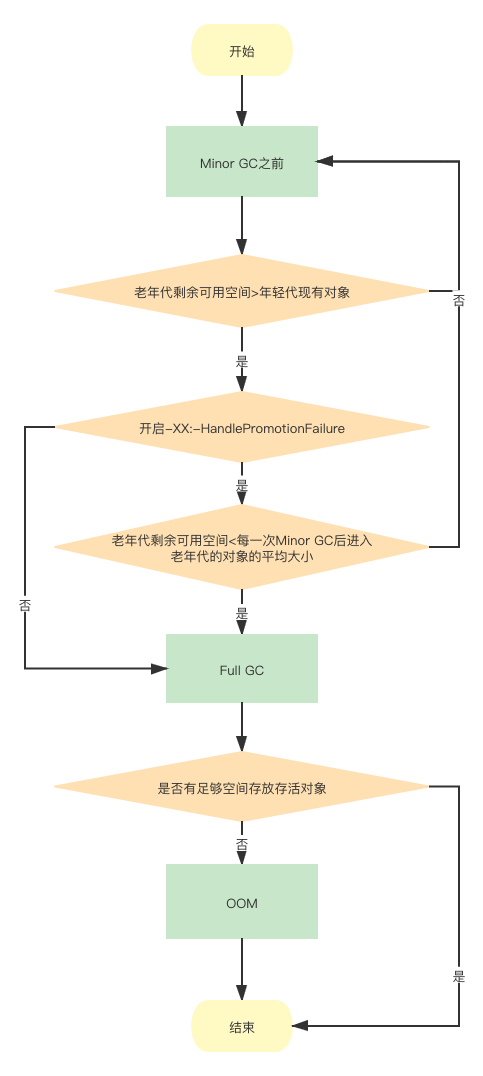 开始
Minor GC之前
老年代剩余可用空间>年轻代现有对象
否
是
开启-XX:-HandlePromotionFailure
是
老年代剩余可用空间<每一次Minor GC后进入
老年代的对象的平均大小
否
是
Full GC
是否有足够空间存放存活对象
否
OOM
是
结束